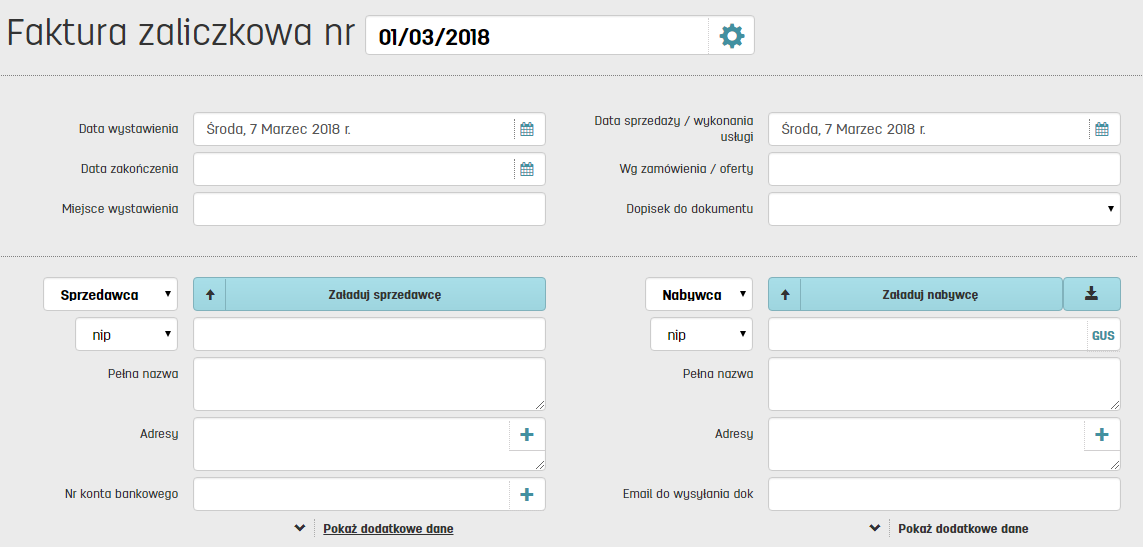 Faktura zaliczkowa nr 01/03/2018
Data wystawienia Środa, 7 Marzec 2018 r.
Data sprzedaży / wykonania
usługi Środa, 7 Marzec 2018 r.
Data zakończenia
Wg zamówienia / oferty
Miejsce wystawienia
Dopisek do dokumentu
Sprzedawca Załaduj sprzedawcę
nip
Pełna nazwa
Adresy
Nr konta bankowego
Pokaż dodatkowe dane
Nabywca Załaduj nabywcę
nip GUS
Pełna nazwa
Adresy
Email do wysyłania dok
Pokaż dodatkowe dane